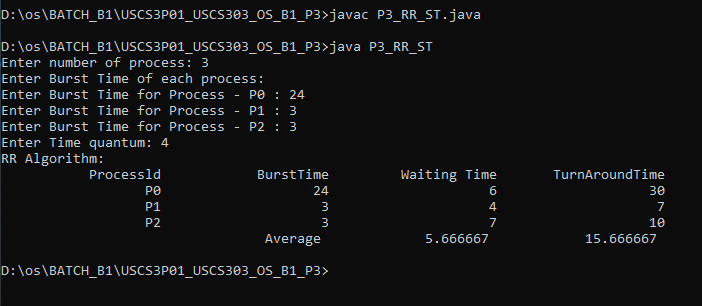 D:\os\BATCH_B1\USCS3P01_USCS303_OS_B1_P3>javac P3_RR_ST.java
D:\os\BATCH_B1\USCS3P01_USCS303_OS_B1_P3>java P3_RR_ST
Enter number of process: 3
Enter Burst Time of each process:
Enter Burst Time for Process - P0 : 24
Enter Burst Time for Process - P1 : 3
Enter Burst Time for Process - P2 : 3
Enter Time quantum: 4
RR Algorithm:
ProcessId BurstTime Waiting Time TurnAroundTime
P0 24 6 30
P1 3 4 7
P2 3 7 10
Average 5.666667 15.666667
D:\os\BATCH_B1\USCS3P01_USCS303_OS_B1_P3>